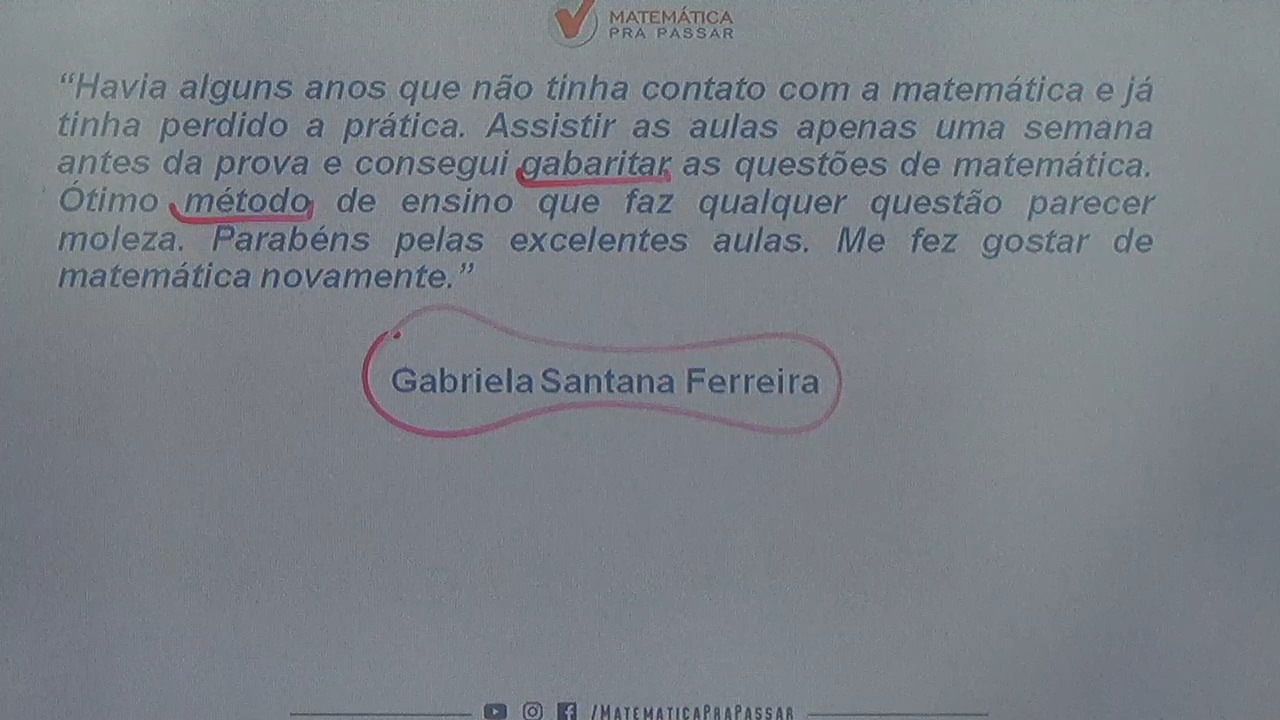 MATEMÁTICA
PRA PASSAR
“Havia alguns anos que não tinha contato com a matemática e já
tinha perdido a prática. Assistir as aulas apenas uma semana
antes da prova e consegui gabaritar as questões de matemática.
Ótimo método de ensino que faz qualquer questão parecer
moleza. Parabéns pelas excelentes aulas. Me fez gostar de
matemática novamente.”
Gabriela Santana Ferreira
/MATEMATICAPRAPASSAR